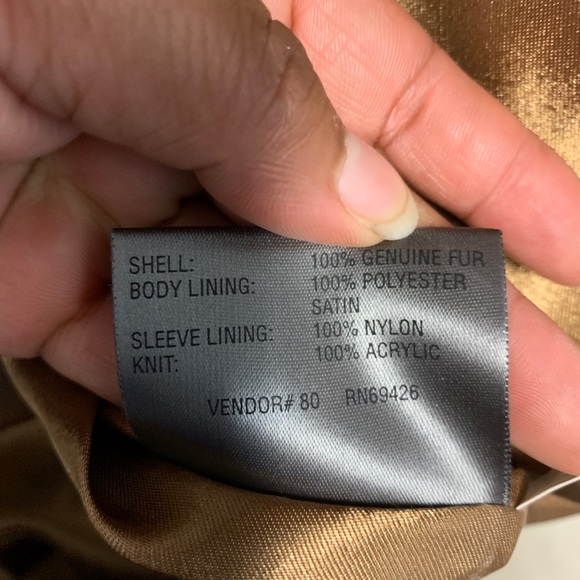 SHELL: 100% GENUINE FUR
BODY LINING: 100% POLYESTER
SATIN
SLEEVE LINING: 100% NYLON
KNIT: 100% ACRYLIC
VENDOR# 80 RN69426